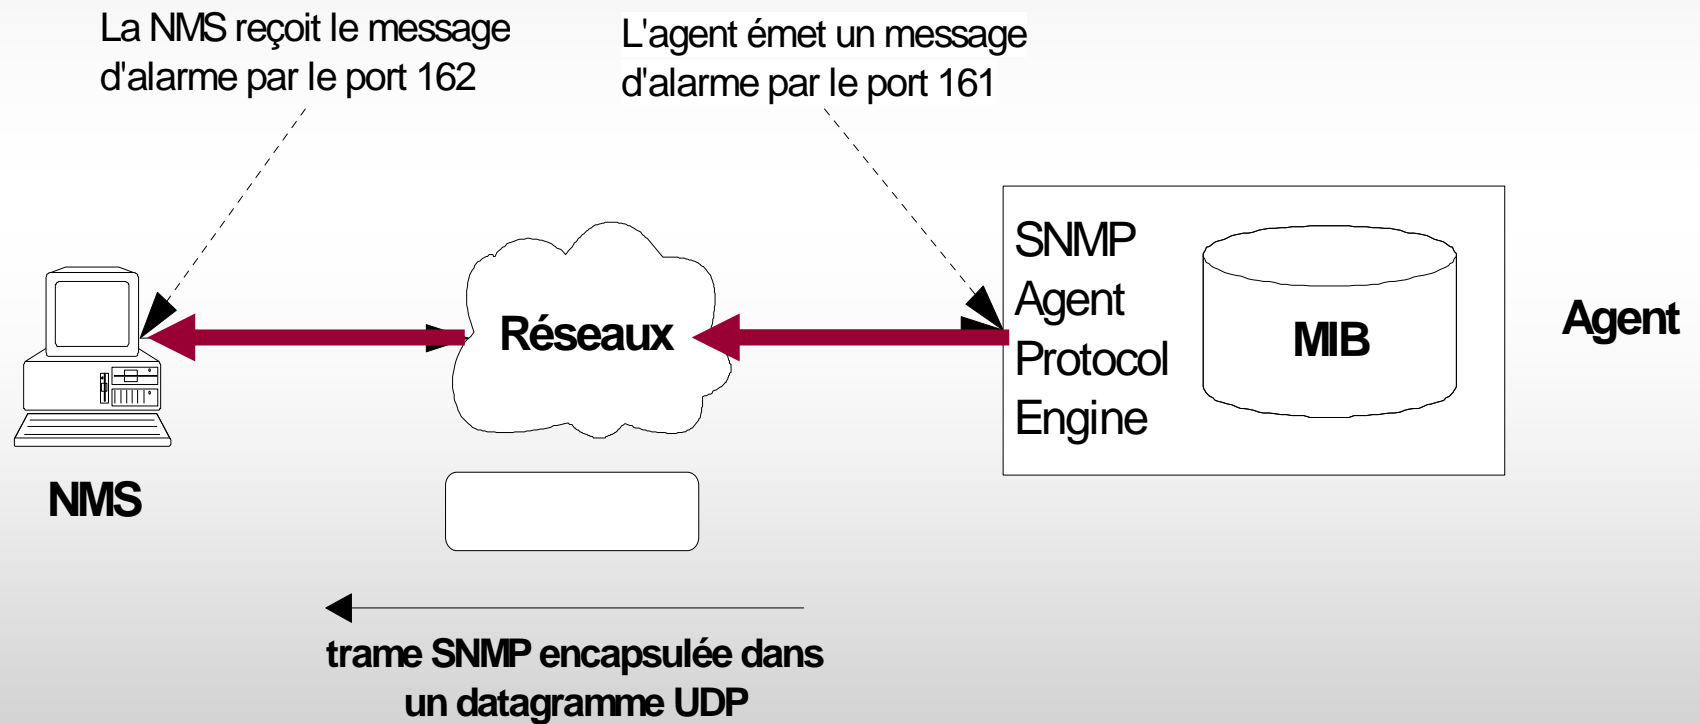 La NMS reçoit le message
d'alarme par le port 162
L'agent émet un message
d'alarme par le port 161
SNMP
Agent
Protocol
Engine
MIB
Agent
Réseaux
NMS
trame SNMP encapsulée dans
un datagramme UDP